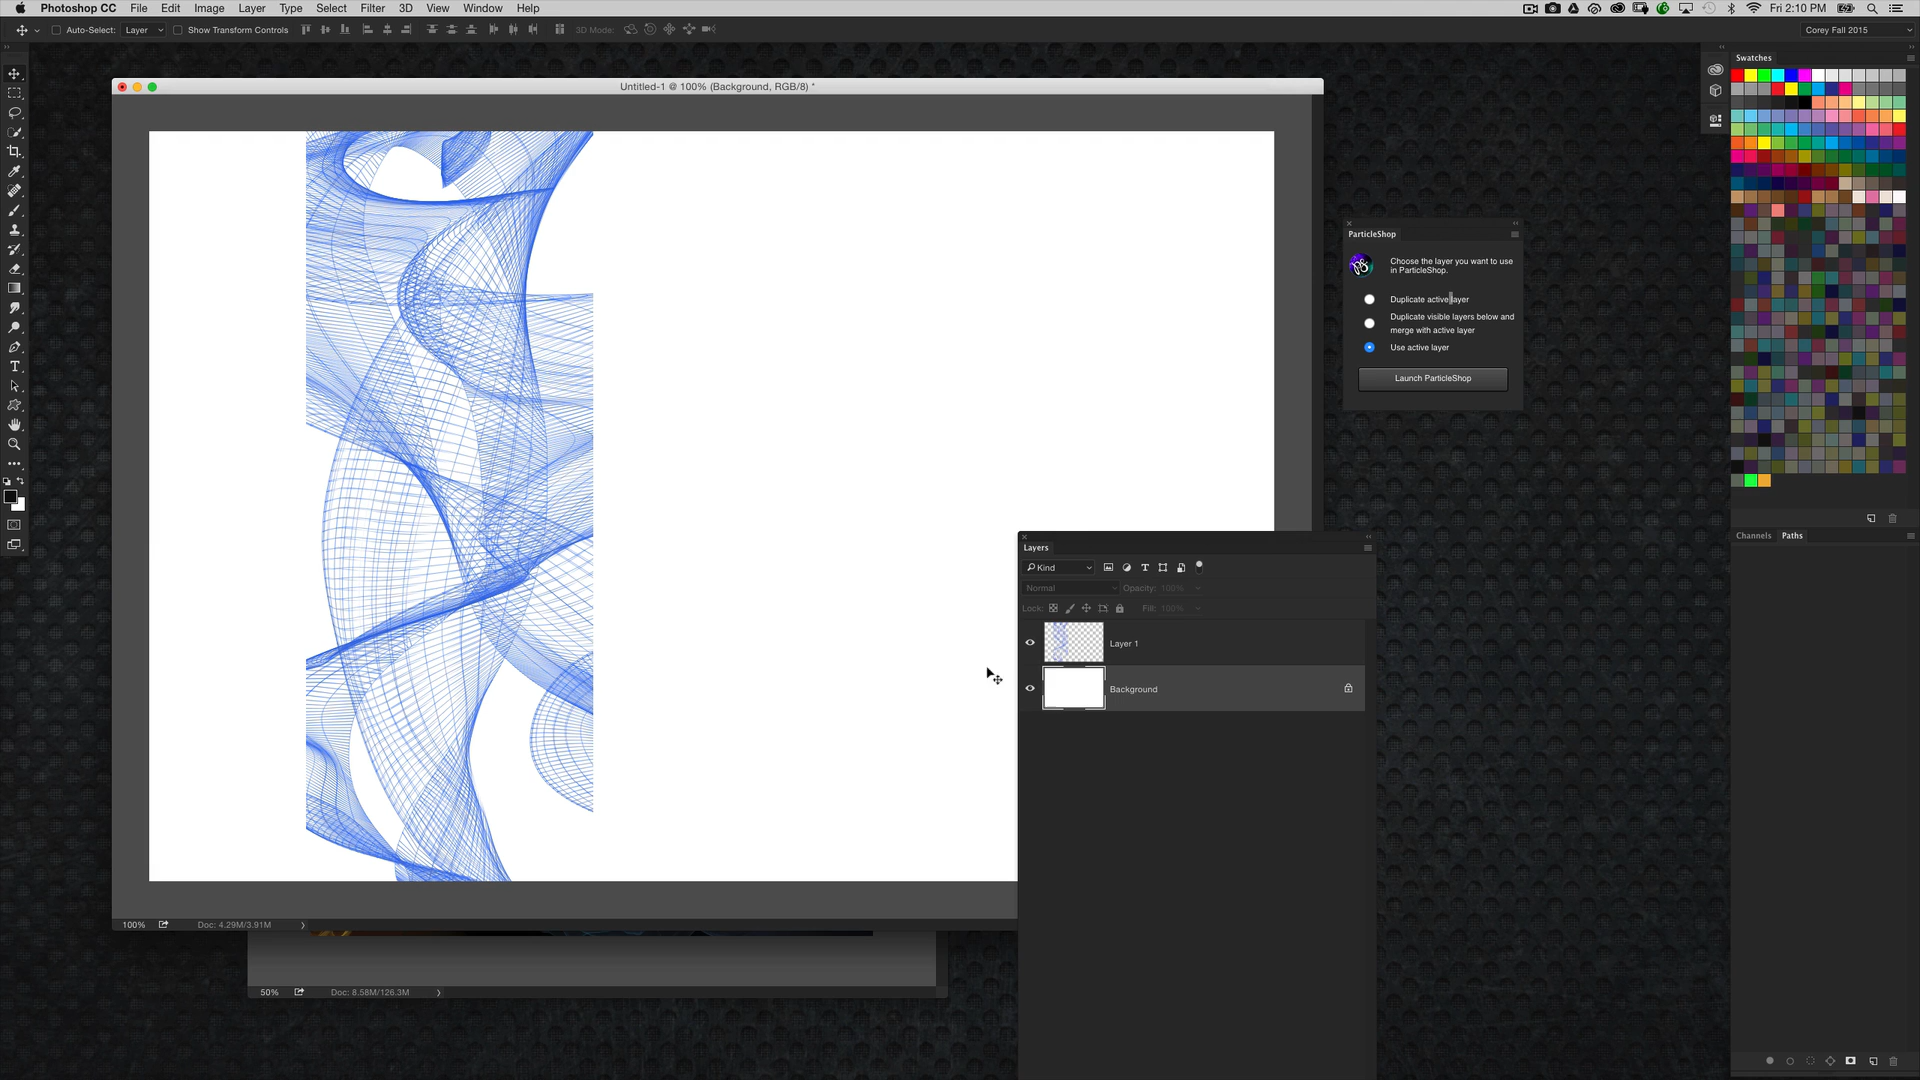 Photoshop CC File Edit Image Layer Type Select Filter 3D View Window Help Fri 2:10 PM
Auto-Select: Layer Show Transform Controls 3D Mode: Corey Fall 2015
Swatches
Untitled-1 @ 100% (Background, RGB/8) *
ParticleShop
Choose the layer you want to use
in ParticleShop.
Duplicate active layer
Duplicate visible layers below and
merge with active layer
Use active layer
Launch ParticleShop
Channels Paths
Layers
Kind
Normal Opacity: 100%
Lock: Fill: 100%
Layer 1
Background
100% Doc: 4.29M/3.91M
50% Doc: 8.58M/126.3M